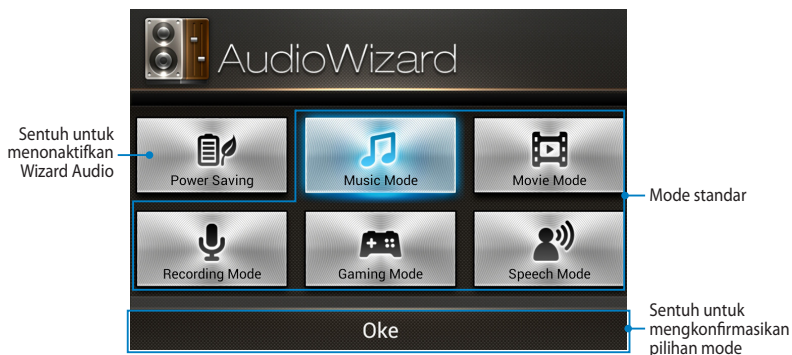 AudioWizard
Sentuh untuk
menonaktifkan
Wizard Audio
Power Saving
Music Mode
Movie Mode
Mode standar
Recording Mode
Gaming Mode
Speech Mode
Oke
Sentuh untuk
mengkonfirmasikan
pilihan mode